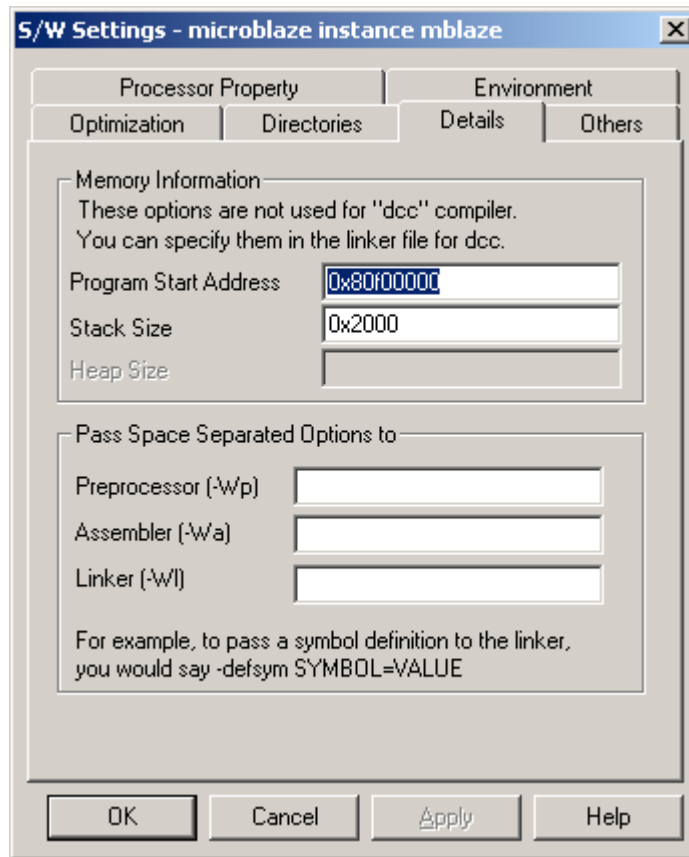 S/W Settings - microblaze instance mblaze
Processor Property
Environment
Optimization
Directories
Details
Others
Memory Information
These options are not used for "dcc" compiler.
You can specify them in the linker file for dcc.
Program Start Address
0x80f00000
Stack Size
0x2000
Heap Size
Pass Space Separated Options to
Preprocessor (-Wp)
Assembler (-Wa)
Linker (-Wl)
For example, to pass a symbol definition to the linker,
you would say -defsym SYMBOL=VALUE
OK
Cancel
Apply
Help